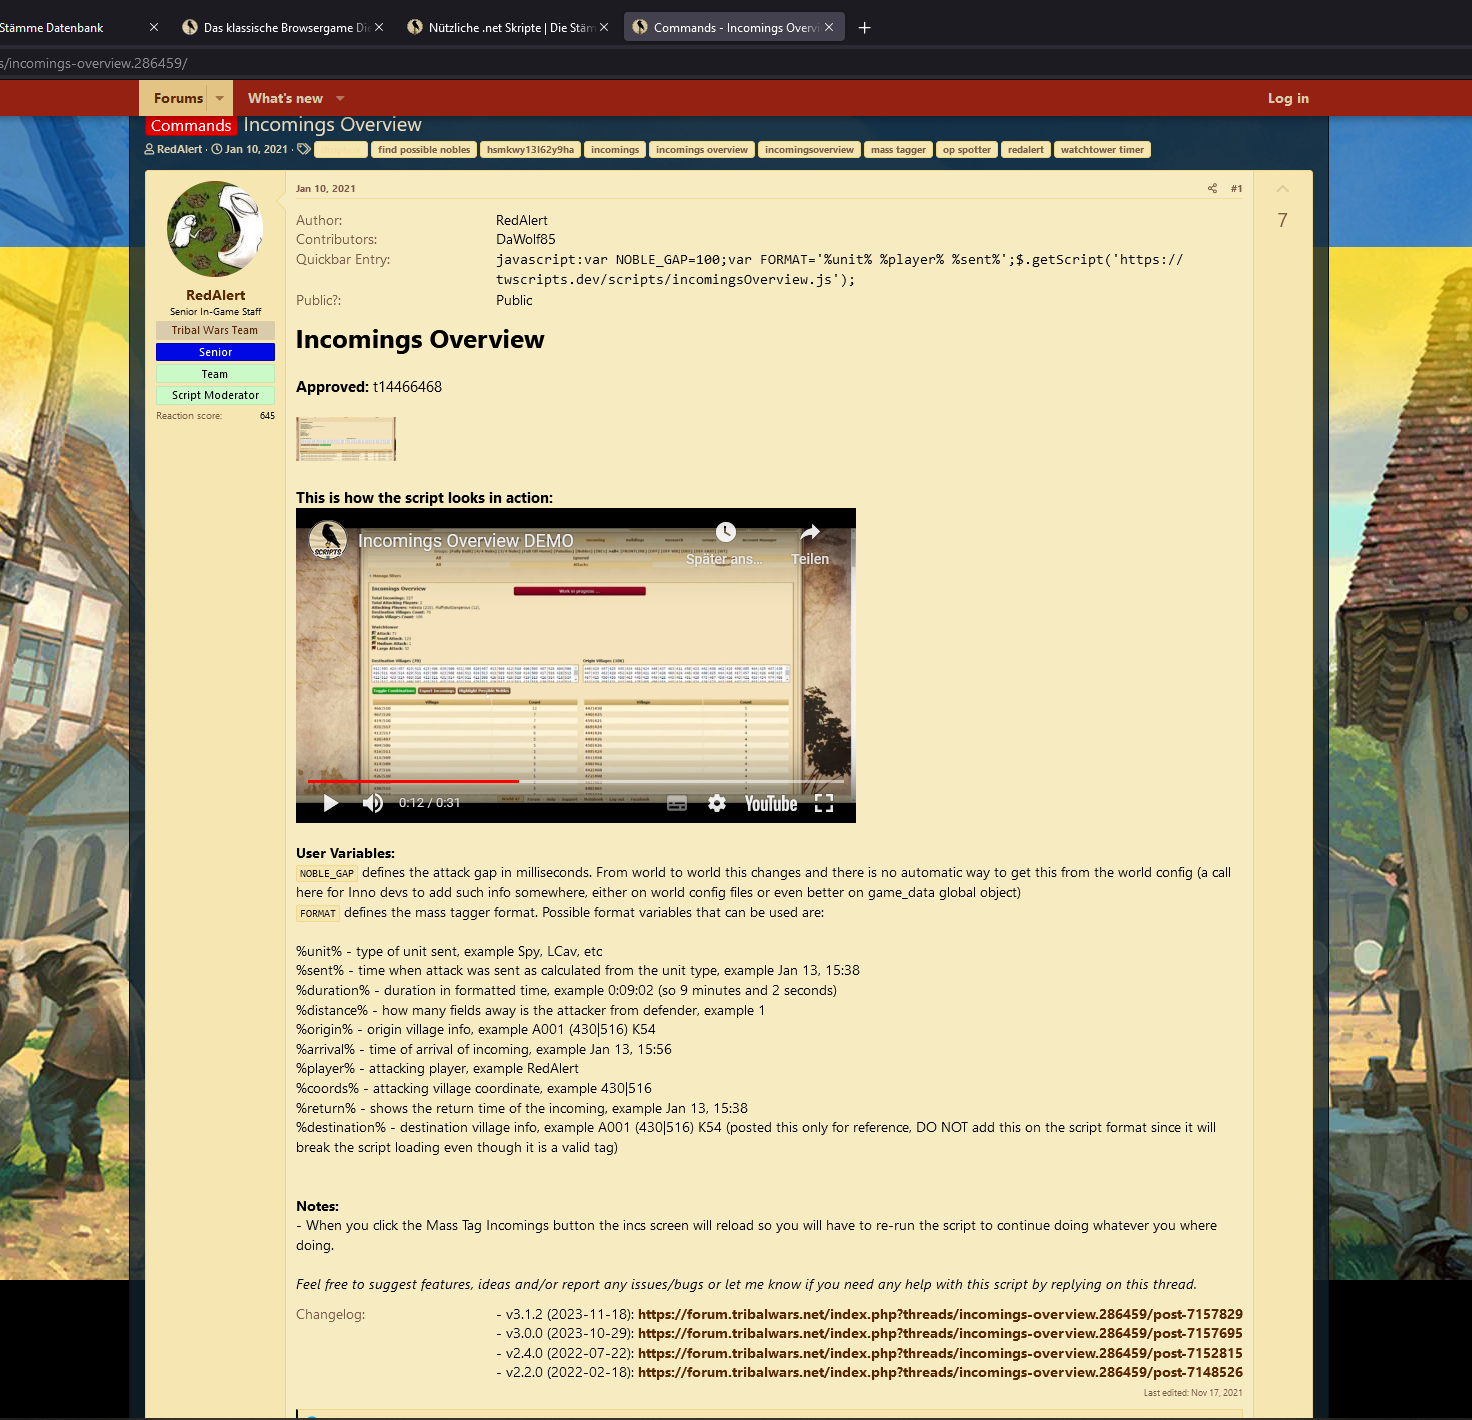 Stämme Datenbank
Das klassische Browsergame Die
Nützliche .net Skripte | Die Stäm
Commands - Incomings Overvi
s/incomings-overview.286459/
Forums What's new Log in
Commands Incomings Overview
RedAlert · Jan 10, 2021 · find possible nobles hsmkwy13l62y9ha incomings incomings overview incomingsoverview mass tagger op spotter redalert watchtower timer
RedAlert
Senior In-Game Staff
Tribal Wars Team
Senior
Team
Script Moderator
Reaction score: 645
Jan 10, 2021 #1
7
Author: RedAlert
Contributors: DaWolf85
Quickbar Entry: javascript:var NOBLE_GAP=100;var FORMAT='%unit% %player% %sent%';$.getScript('https://
twscripts.dev/scripts/incomingsOverview.js');
Public?: Public
Incomings Overview
Approved: t14466468
This is how the script looks in action:
SCRIPTS
Incomings Overview DEMO
Später ans... Teilen
Manage filters
Incomings Overview
Work in progress ...
Destination Villages (78)
Toggle Combinations Export Incomings Highlight Possible Nobles
Village Count Village Count
0:12 / 0:31
YouTube
User Variables:
NOBLE_GAP defines the attack gap in milliseconds. From world to world this changes and there is no automatic way to get this from the world config (a call
here for Inno devs to add such info somewhere, either on world config files or even better on game_data global object)
FORMAT defines the mass tagger format. Possible format variables that can be used are:
%unit% - type of unit sent, example Spy, LCav, etc
%sent% - time when attack was sent as calculated from the unit type, example Jan 13, 15:38
%duration% - duration in formatted time, example 0:09:02 (so 9 minutes and 2 seconds)
%distance% - how many fields away is the attacker from defender, example 1
%origin% - origin village info, example A001 (430|516) K54
%arrival% - time of arrival of incoming, example Jan 13, 15:56
%player% - attacking player, example RedAlert
%coords% - attacking village coordinate, example 430|516
%return% - shows the return time of the incoming, example Jan 13, 15:38
%destination% - destination village info, example A001 (430|516) K54 (posted this only for reference, DO NOT add this on the script format since it will
break the script loading even though it is a valid tag)
Notes:
- When you click the Mass Tag Incomings button the incs screen will reload so you will have to re-run the script to continue doing whatever you where
doing.
Feel free to suggest features, ideas and/or report any issues/bugs or let me know if you need any help with this script by replying on this thread.
Changelog: - v3.1.2 (2023-11-18): https://forum.tribalwars.net/index.php?threads/incomings-overview.286459/post-7157829
- v3.0.0 (2023-10-29): https://forum.tribalwars.net/index.php?threads/incomings-overview.286459/post-7157695
- v2.4.0 (2022-07-22): https://forum.tribalwars.net/index.php?threads/incomings-overview.286459/post-7152815
- v2.2.0 (2022-02-18): https://forum.tribalwars.net/index.php?threads/incomings-overview.286459/post-7148526
Last edited: Nov 17, 2021